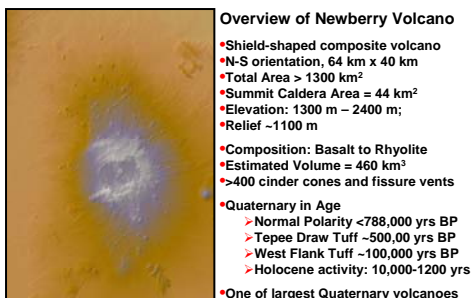 Overview of Newberry Volcano
•Shield-shaped composite volcano
•N-S orientation, 64 km x 40 km
•Total Area > 1300 km²
•Summit Caldera Area = 44 km²
•Elevation: 1300 m – 2400 m;
•Relief ~1100 m
•Composition: Basalt to Rhyolite
•Estimated Volume = 460 km³
•>400 cinder cones and fissure vents
•Quaternary in Age
➢Normal Polarity <788,000 yrs BP
➢Tepee Draw Tuff ~500,00 yrs BP
➢West Flank Tuff ~100,000 yrs BP
➢Holocene activity: 10,000-1200 yrs
•One of largest Quaternary volcanoes